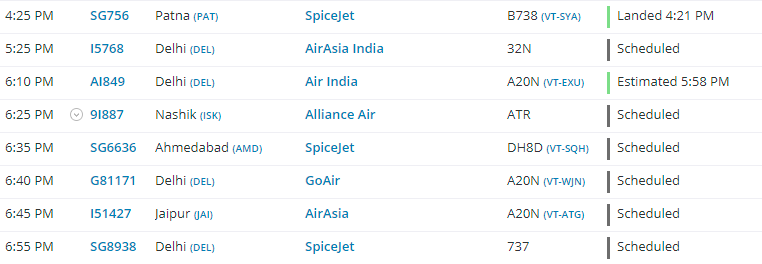 4:25 PM SG756 Patna (PAT) SpiceJet B738 (VT-SYA) Landed 4:21 PM
5:25 PM I5768 Delhi (DEL) AirAsia India 32N Scheduled
6:10 PM AI849 Delhi (DEL) Air India A20N (VT-EXU) Estimated 5:58 PM
6:25 PM 9I887 Nashik (ISK) Alliance Air ATR Scheduled
6:35 PM SG6636 Ahmedabad (AMD) SpiceJet DH8D (VT-SQH) Scheduled
6:40 PM G81171 Delhi (DEL) GoAir A20N (VT-WJN) Scheduled
6:45 PM I51427 Jaipur (JAI) AirAsia A20N (VT-ATG) Scheduled
6:55 PM SG8938 Delhi (DEL) SpiceJet 737 Scheduled